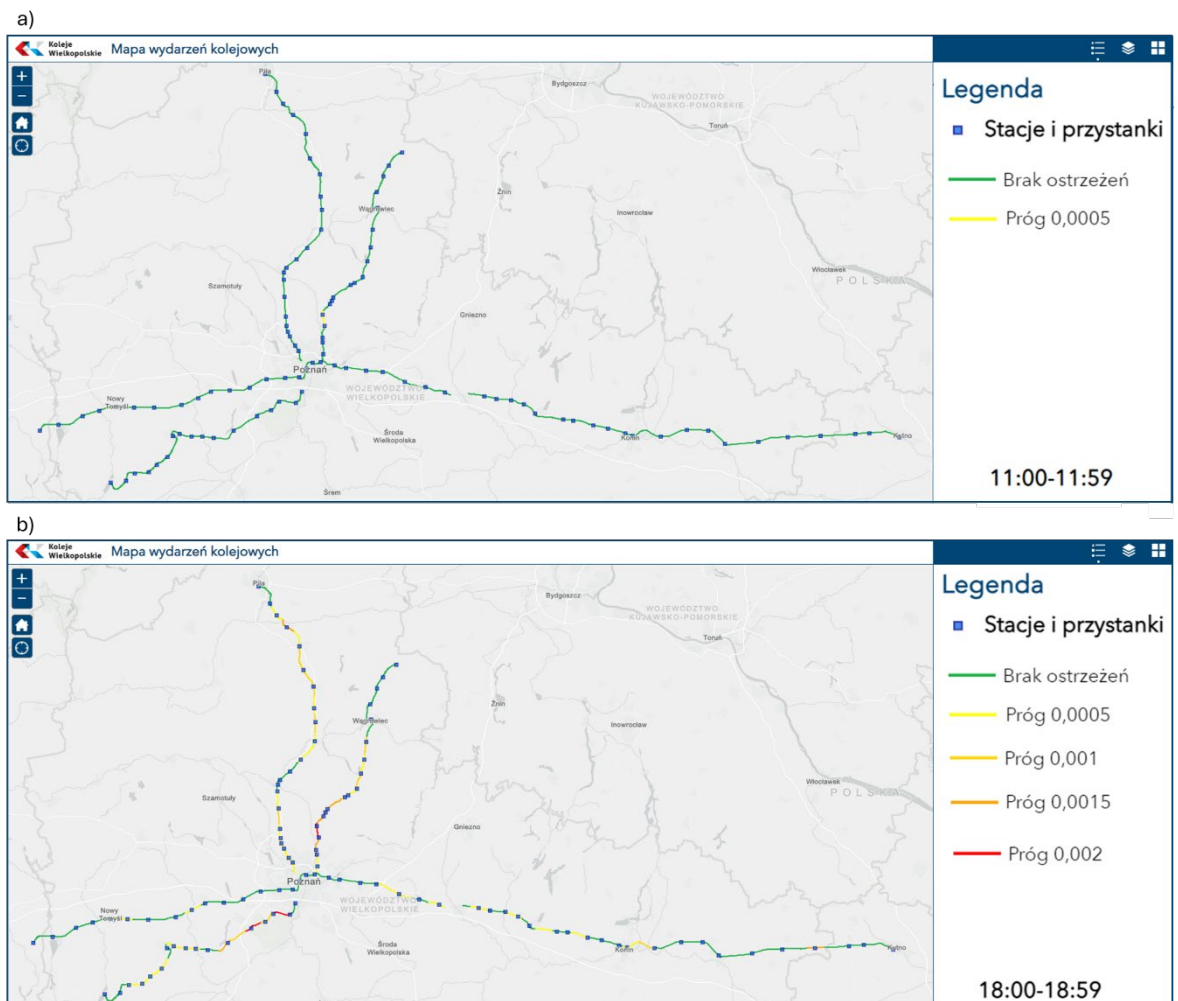 a)
Koleje
Wielkopolskie
Mapa wydarzeń kolejowych
+
−
Piła
Bydgoszcz
WOJEWÓDZTWO
KUJAWSKO-POMORSKIE
Toruń
Żnin
Wągrowiec
Inowrocław
Włocławek
POLSKA
Szamotuły
Gniezno
Poznań
WOJEWÓDZTWO
WIELKOPOLSKIE
Nowy
Tomyśl
Środa
Wielkopolska
Konin
Kutno
Śrem
Legenda
Stacje i przystanki
Brak ostrzeżeń
Próg 0,0005
11:00-11:59
b)
Koleje
Wielkopolskie
Mapa wydarzeń kolejowych
+
−
Piła
Bydgoszcz
WOJEWÓDZTWO
KUJAWSKO-POMORSKIE
Toruń
Żnin
Wągrowiec
Inowrocław
Włocławek
POLSKA
Szamotuły
Gniezno
Poznań
WOJEWÓDZTWO
WIELKOPOLSKIE
Nowy
Tomyśl
Środa
Wielkopolska
Konin
Kutno
Legenda
Stacje i przystanki
Brak ostrzeżeń
Próg 0,0005
Próg 0,001
Próg 0,0015
Próg 0,002
18:00-18:59